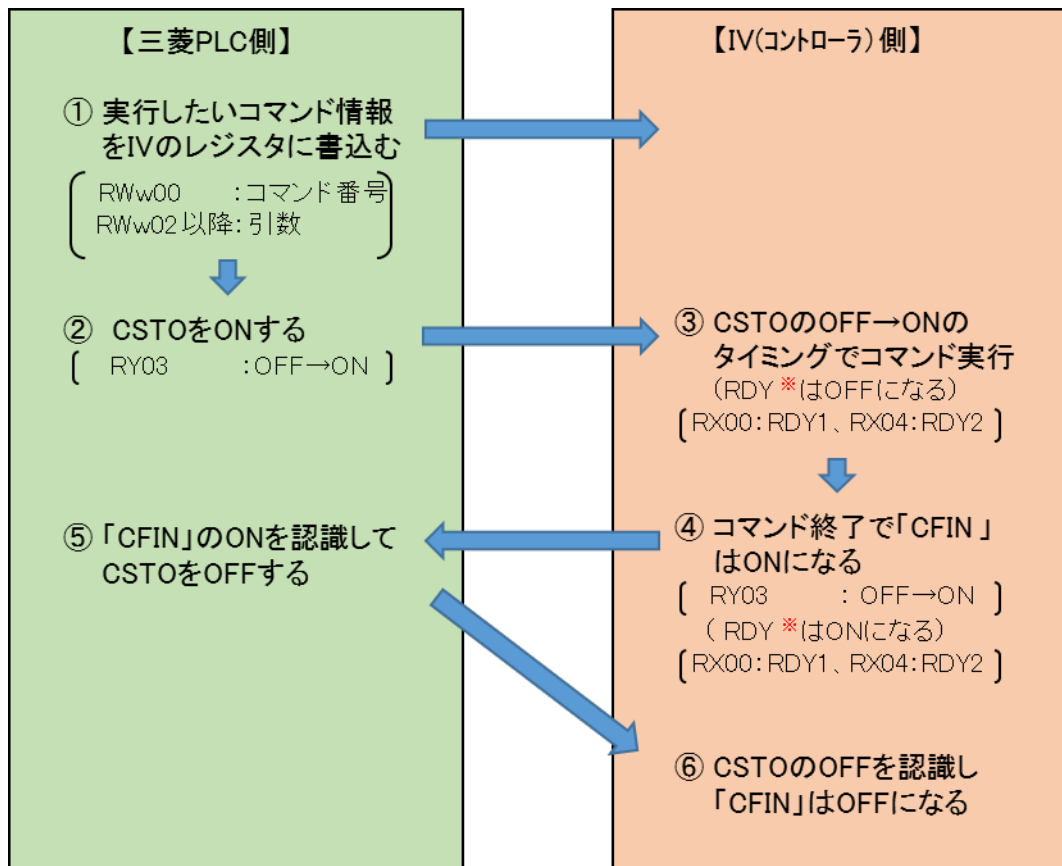 【三菱PLC側】
① 実行したいコマンド情報
をIVのレジスタに書込む
RWw00 :コマンド番号
RWw02以降:引数
② CSTOをONする
[ RY03 :OFF→ON ]
⑤ 「CFIN」のONを認識して
CSTOをOFFする
【IV(コントローラ)側】
③ CSTOのOFF→ONの
タイミングでコマンド実行
(RDY ※はOFFになる)
[RX00:RDY1、RX04:RDY2 ]
④ コマンド終了で「CFIN 」
はONになる
[ RY03 : OFF→ON ]
( RDY ※はONになる)
[RX00:RDY1、RX04:RDY2 ]
⑥ CSTOのOFFを認識し
「CFIN」はOFFになる